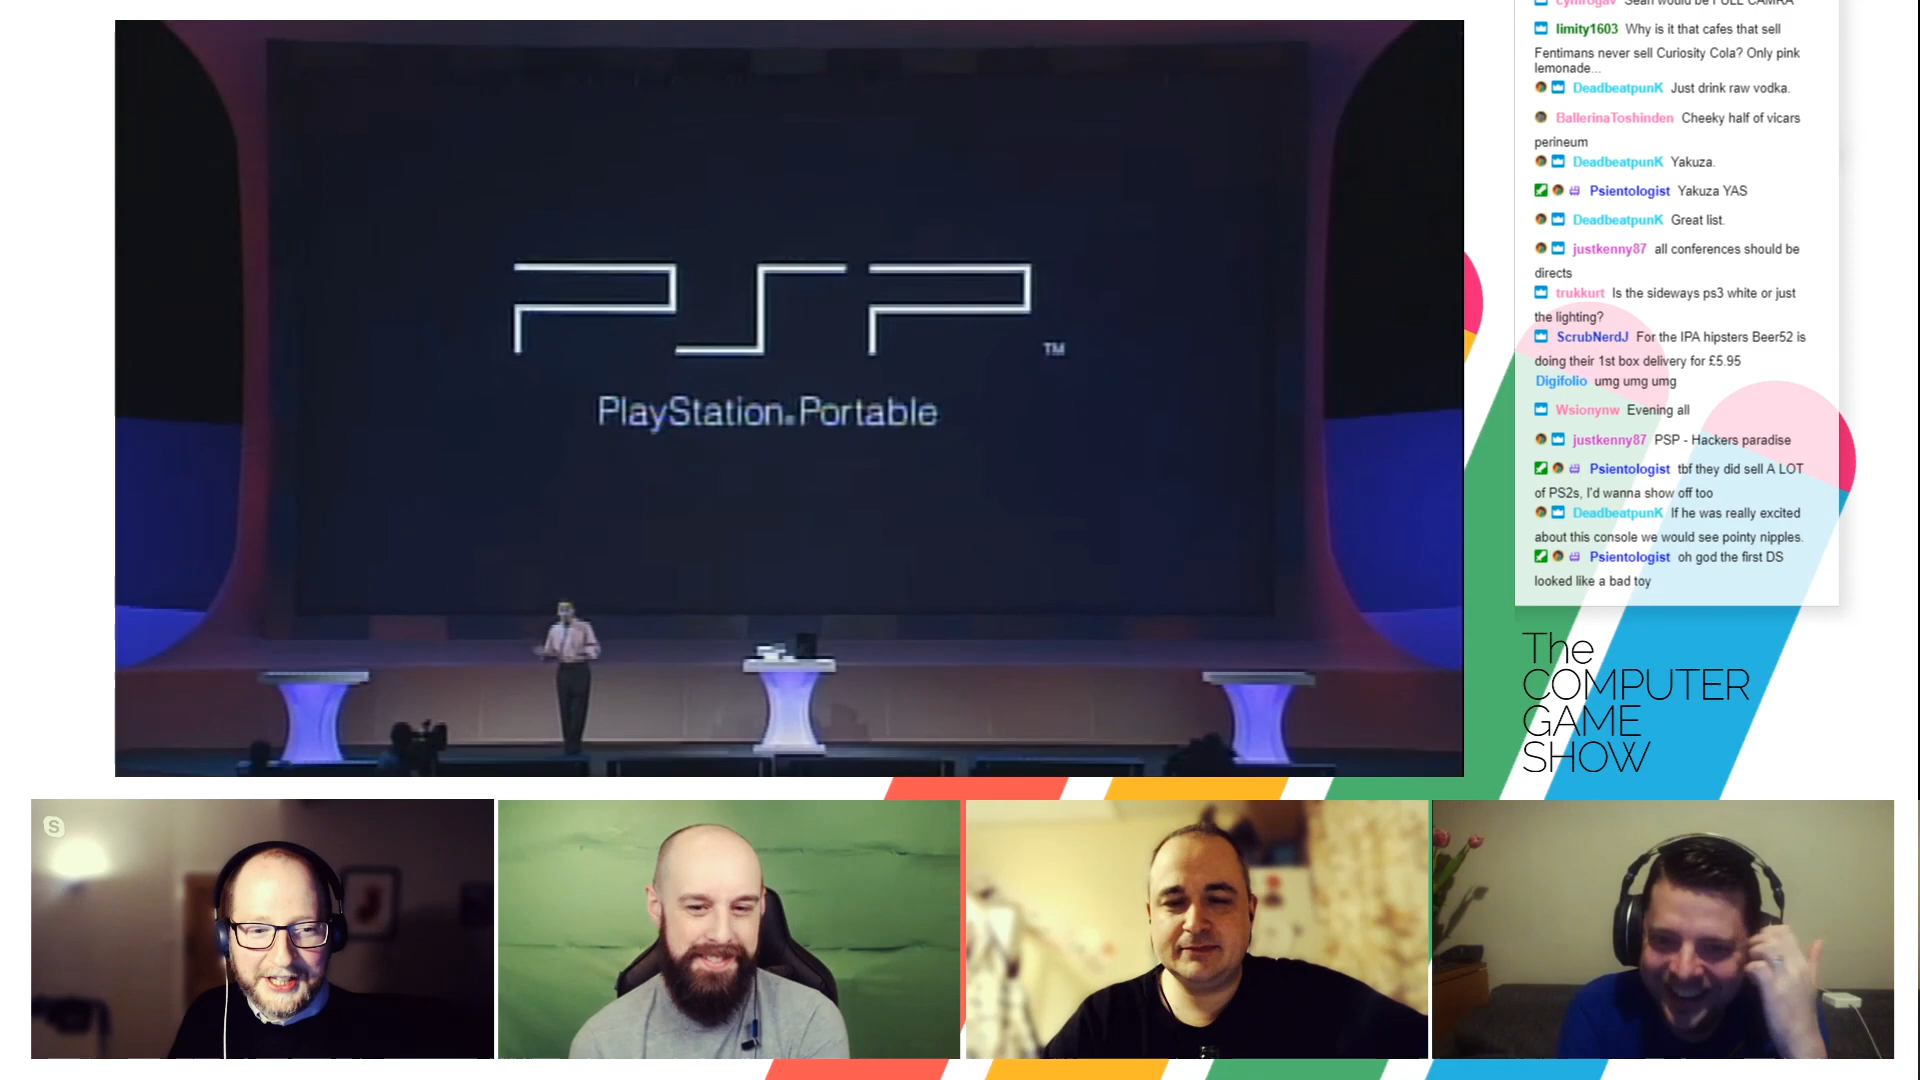 PSP
TM
PlayStation®Portable
cymrogav Sean would be FULL CAMRA
limity1603 Why is it that cafes that sell
Fentimans never sell Curiosity Cola? Only pink
lemonade...
DeadbeatpunK Just drink raw vodka.
BallerinaToshinden Cheeky half of vicars
perineum
DeadbeatpunK Yakuza.
Psientologist Yakuza YAS
DeadbeatpunK Great list.
justkenny87 all conferences should be
directs
trukkurt Is the sideways ps3 white or just
the lighting?
ScrubNerdJ For the IPA hipsters Beer52 is
doing their 1st box delivery for £5.95
Digifolio umg umg umg
Wsionynw Evening all
justkenny87 PSP - Hackers paradise
Psientologist tbf they did sell A LOT
of PS2s, I'd wanna show off too
DeadbeatpunK If he was really excited
about this console we would see pointy nipples.
Psientologist oh god the first DS
looked like a bad toy
The
COMPUTER
GAME
SHOW
S